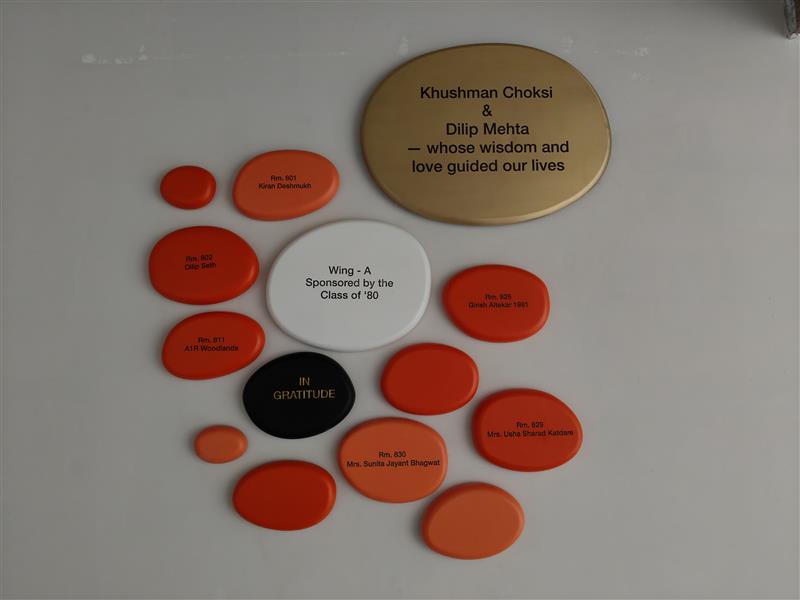 Khushman Choksi
&
Dilip Mehta
— whose wisdom and
love guided our lives
Rm. 801
Kiran Deshmukh
Rm. 802
Dilip Seth
Wing - A
Sponsored by the
Class of '80
Rm. 825
Girish Altekar 1981
Rm. 811
A1R Woodlands
IN
GRATITUDE
Rm. 829
Mrs. Usha Sharad Katdare
Rm. 830
Mrs. Sunita Jayant Bhagwat